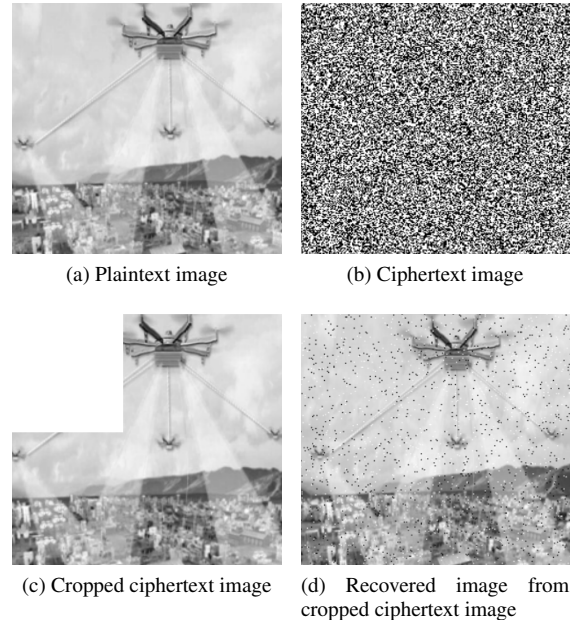 (a) Plaintext image
(b) Ciphertext image
(c) Cropped ciphertext image
(d) Recovered image from
cropped ciphertext image